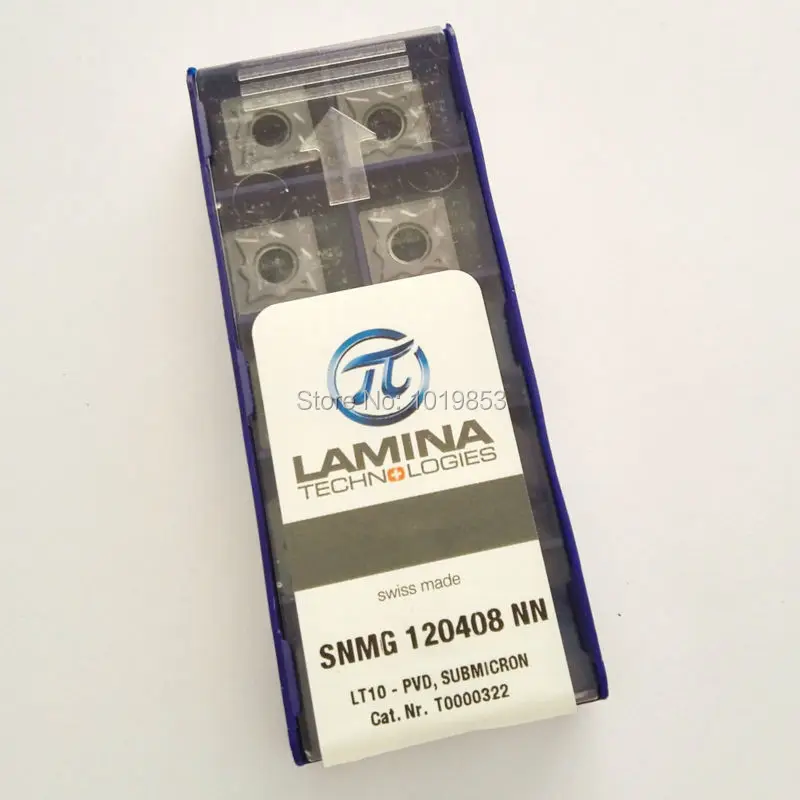 π
Store No: 1019853
LAMINA
TECHNOLOGIES
swiss made
SNMG 120408 NN
LT10 - PVD, SUBMICRON
Cat. Nr. T0000322